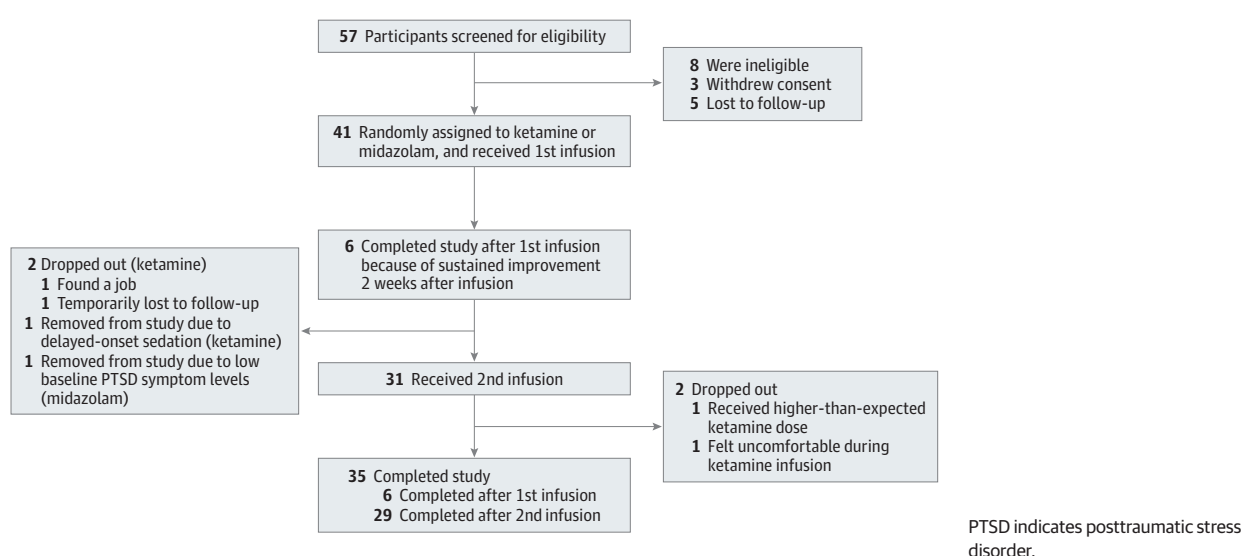 57 Participants screened for eligibility
8 Were ineligible
3 Withdrew consent
5 Lost to follow-up
41 Randomly assigned to ketamine or
midazolam, and received 1st infusion
6 Completed study after 1st infusion
because of sustained improvement
2 weeks after infusion
2 Dropped out (ketamine)
1 Found a job
1 Temporarily lost to follow-up
1 Removed from study due to
delayed-onset sedation (ketamine)
1 Removed from study due to low
baseline PTSD symptom levels
(midazolam)
31 Received 2nd infusion
2 Dropped out
1 Received higher-than-expected
ketamine dose
1 Felt uncomfortable during
ketamine infusion
35 Completed study
6 Completed after 1st infusion
29 Completed after 2nd infusion
PTSD indicates posttraumatic stress
disorder.